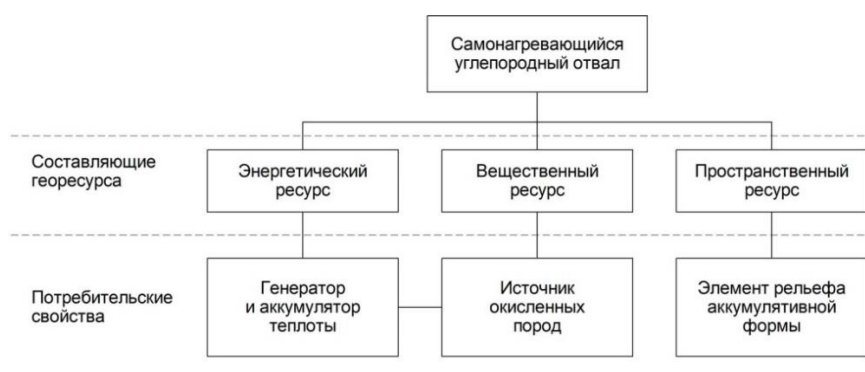 Самонагревающийся
углепородный отвал
Составляющие
георесурса
Энергетический
ресурс
Вещественный
ресурс
Пространственный
ресурс
Потребительские
свойства
Генератор
и аккумулятор
теплоты
Источник
окисленных
пород
Элемент рельефа
аккумулятивной
формы